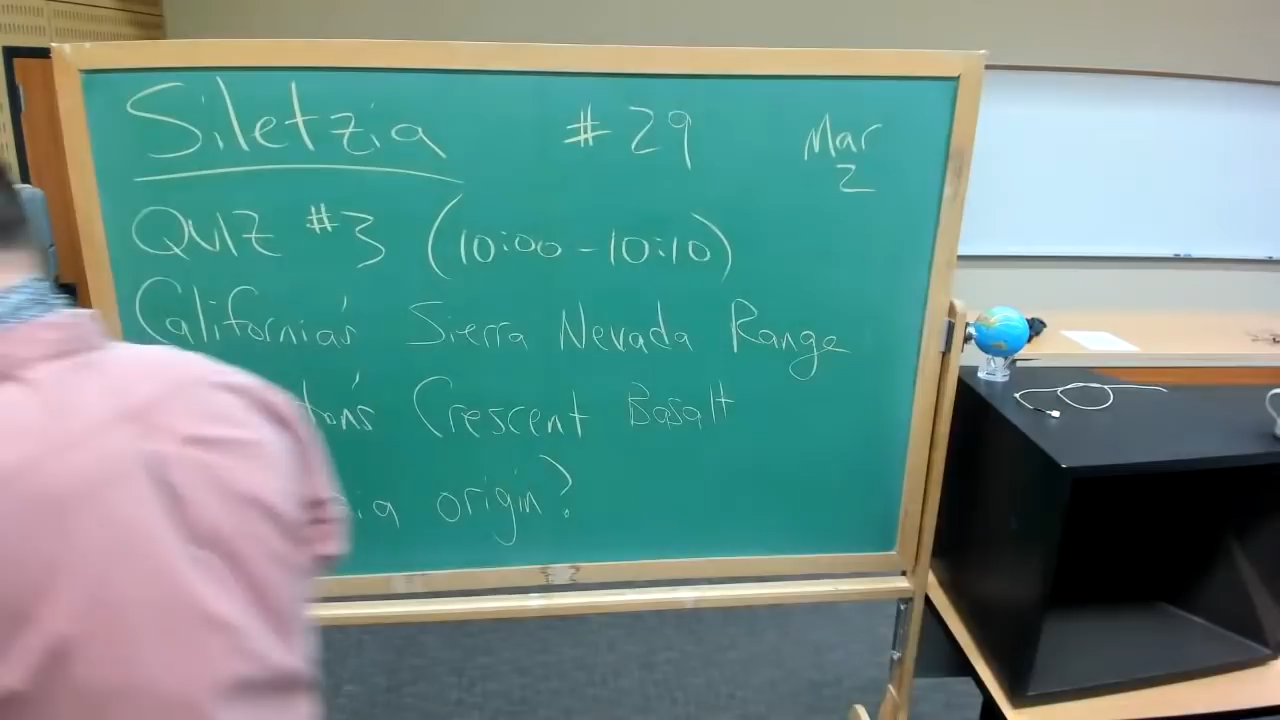 Siletzia #29 Mar 2
QUIZ #3 (10:00-10:10)
California's Sierra Nevada Range
Crescent Basalt
origin?